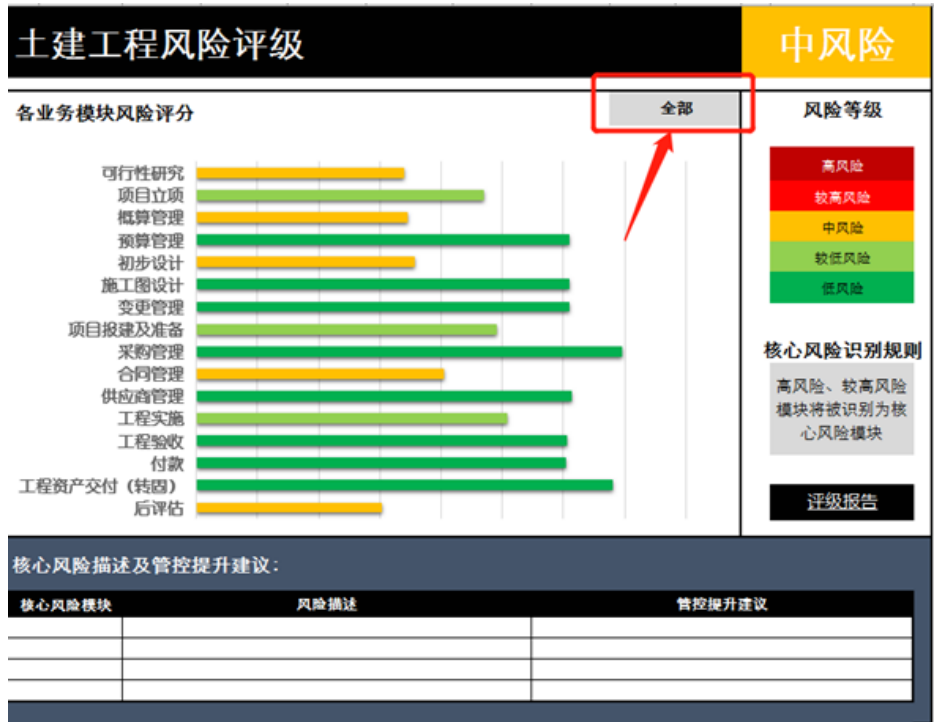 土建工程风险评级
中风险
各业务模块风险评分
全部
风险等级
可行性研究
项目立项
概算管理
预算管理
初步设计
施工图设计
变更管理
项目报建及准备
采购管理
合同管理
供应商管理
工程实施
工程验收
付款
工程资产交付（转固）
后评估
高风险
较高风险
中风险
较低风险
低风险
核心风险识别规则
高风险、较高风险
模块将被识别为核
心风险模块
评级报告
核心风险描述及管控提升建议：
核心风险模块
风险描述
管控提升建议